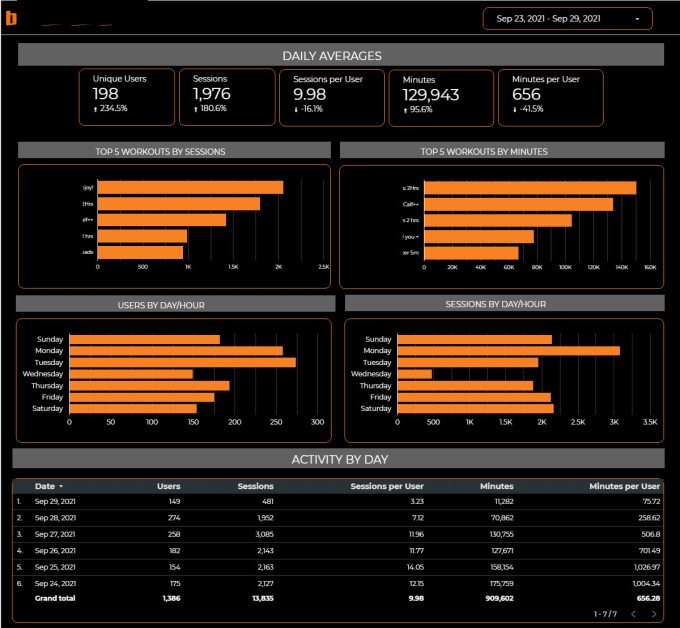 b
Sep 23, 2021 - Sep 29, 2021
DAILY AVERAGES
Unique Users Sessions Sessions per User Minutes Minutes per User
198 1,976 9.98 129,943 656
234.5% 180.6% -16.1% 95.6% -41.5%
TOP 5 WORKOUTS BY SESSIONS TOP 5 WORKOUTS BY MINUTES
2Hrs
Calf++
2 hrs
hrs you +
5m
0 500 1K 1.5K 2K 2.5K 0 20K 40K 60K 80K 100K 120K 140K 160K
USERS BY DAY/HOUR SESSIONS BY DAY/HOUR
Sunday Sunday
Monday Monday
Tuesday Tuesday
Wednesday Wednesday
Thursday Thursday
Friday Friday
Saturday Saturday
0 50 100 150 200 250 300 0 500 1K 1.5K 2K 2.5K 3K 3.5K
ACTIVITY BY DAY
Date Users Sessions Sessions per User Minutes Minutes per User
1. Sep 29, 2021 149 481 3.23 11,282 75.72
2. Sep 28, 2021 274 1,952 7.12 70,862 258.62
3. Sep 27, 2021 258 3,085 11.96 130,755 506.8
4. Sep 26, 2021 182 2,143 11.77 127,671 701.49
5. Sep 25, 2021 154 2,163 14.05 158,154 1,026.97
6. Sep 24, 2021 175 2,127 12.15 175,759 1,004.34
Grand total 1,386 13,835 9.98 909,602 656.28
1 - 7 / 7 < >